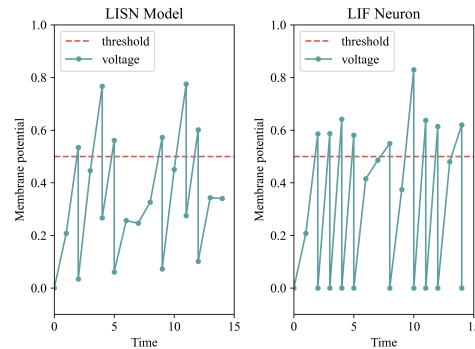 LISN Model
threshold
voltage
1.0
0.8
0.6
0.4
0.2
0.0
Membrane potential
0
5
10
15
Time
LIF Neuron
threshold
voltage
1.0
0.8
0.6
0.4
0.2
0.0
Membrane potential
0
5
10
Time